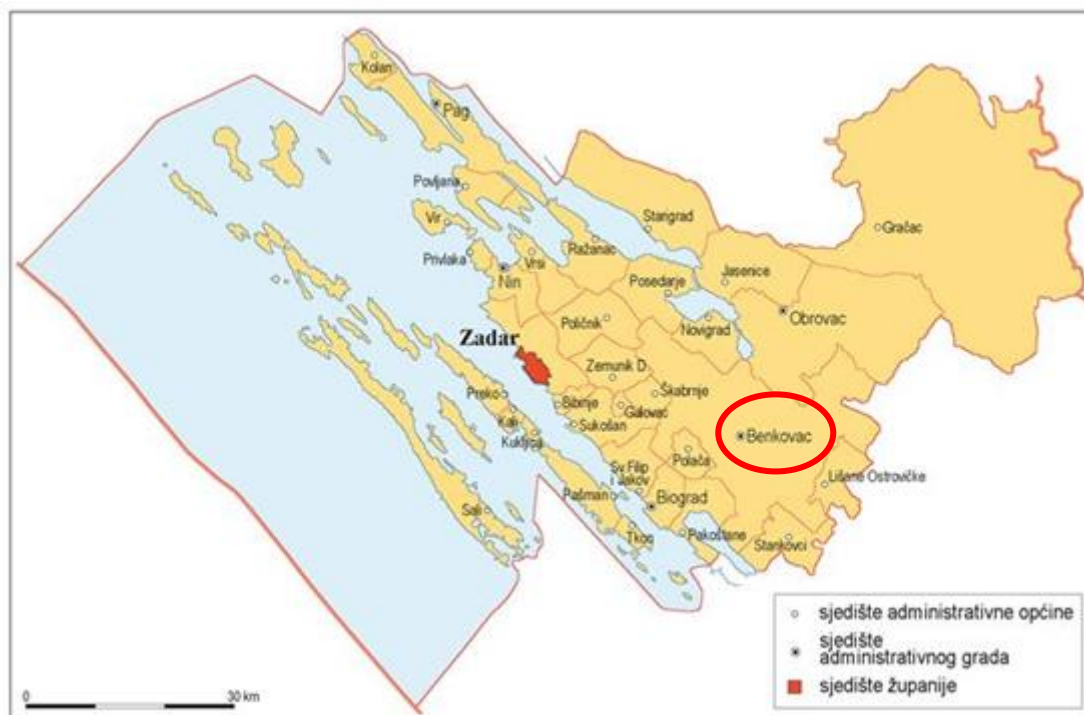 Kolan
Pag
Povljana
Vir
Starigrad
Gračac
Privlaka
Vrsi
Ražanac
Nin
Posedarje
Jasenice
Poličnik
Novigrad
Obrovac
Zadar
Zemunik D.
Škabrnje
Preko
Bibinje
Galovac
Kali
Sukošan
Benkovac
Kukljica
Polača
Sv.Filip
i Jakov
Lišane Ostrovičke
Pašman
Biograd
Sali
Tkon
Pakoštane
Stankovci
sjedište administrativne općine
sjedište
administrativnog grada
sjedište županije
0 30 km